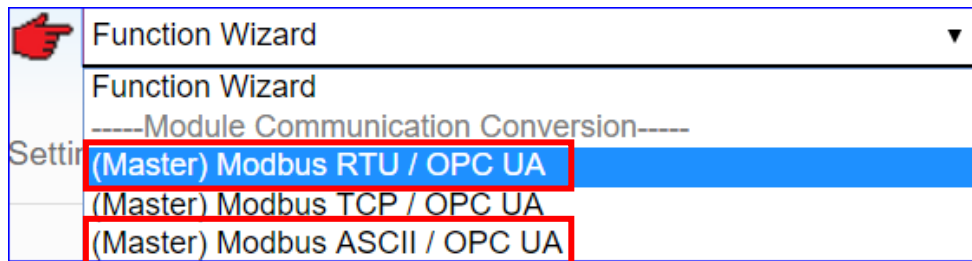 Function Wizard ▼
Function Wizard
-----Module Communication Conversion-----
Settin
(Master) Modbus RTU / OPC UA
(Master) Modbus TCP / OPC UA
(Master) Modbus ASCII / OPC UA